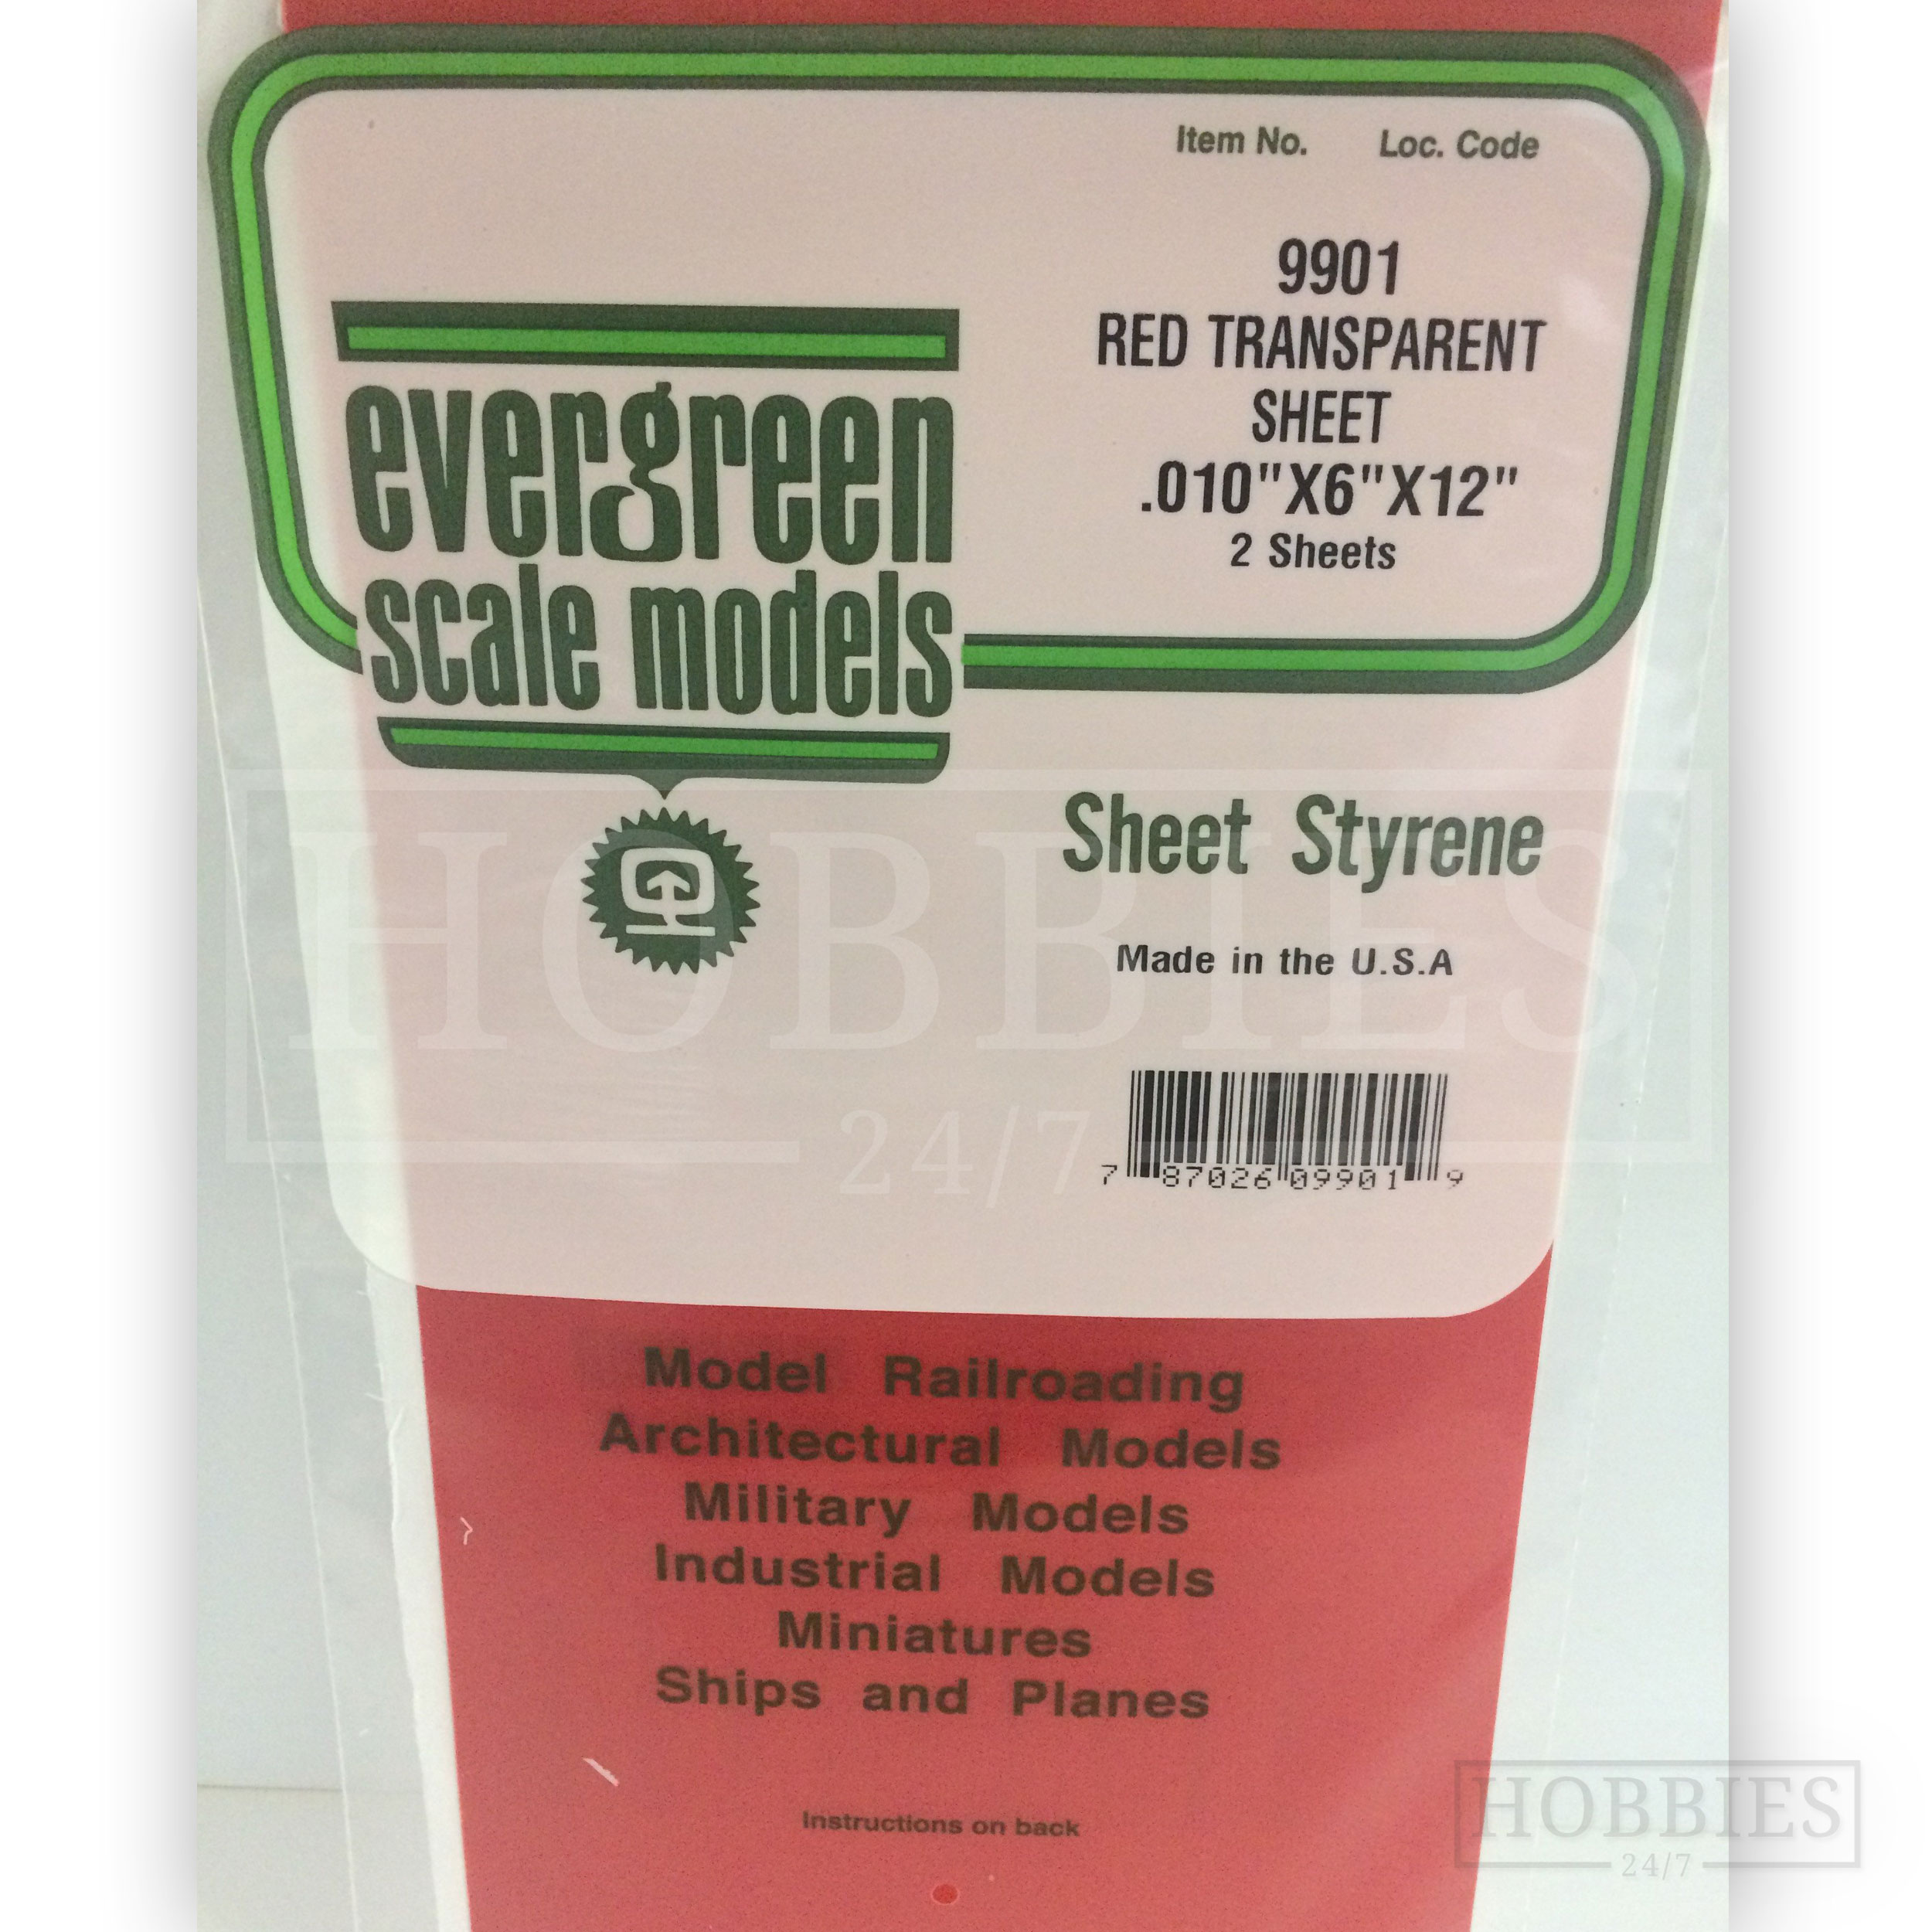 Item No. Loc. Code
9901
RED TRANSPARENT
SHEET
.010"X6"X12"
2 Sheets
evergreen
scale models
Sheet Styrene
Made in the U.S.A
7 87026 09901 9
HOBBIES
24/7
Model Railroading
Architectural Models
Military Models
Industrial Models
Miniatures
Ships and Planes
Instructions on back
HOBBIES
24/7